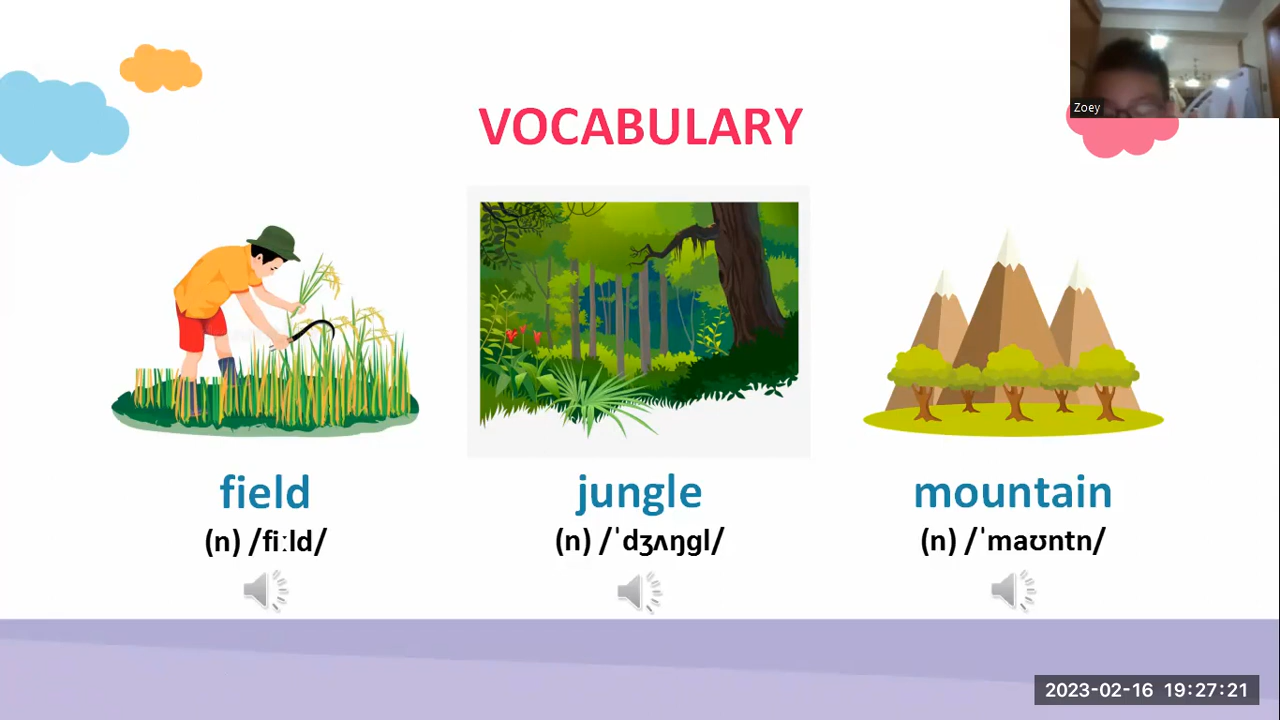 Zoey
VOCABULARY
field
(n) /fiːld/
jungle
(n) /ˈdʒʌŋgl/
mountain
(n) /ˈmaʊntn/
2023-02-16 19:27:21